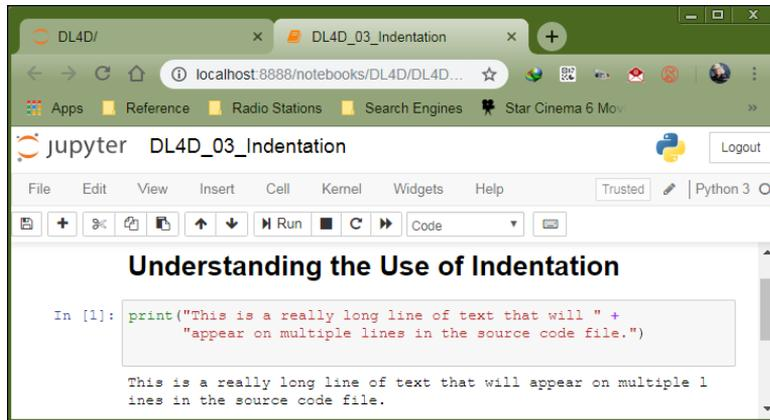 DL4D/
DL4D_03_Indentation
localhost:8888/notebooks/DL4D/DL4D...
Apps Reference Radio Stations Search Engines Star Cinema 6 Mov
jupyter DL4D_03_Indentation Logout
File Edit View Insert Cell Kernel Widgets Help Trusted Python 3
Run Code
Understanding the Use of Indentation
In [1]: print("This is a really long line of text that will " +
"appear on multiple lines in the source code file.")
This is a really long line of text that will appear on multiple l
ines in the source code file.